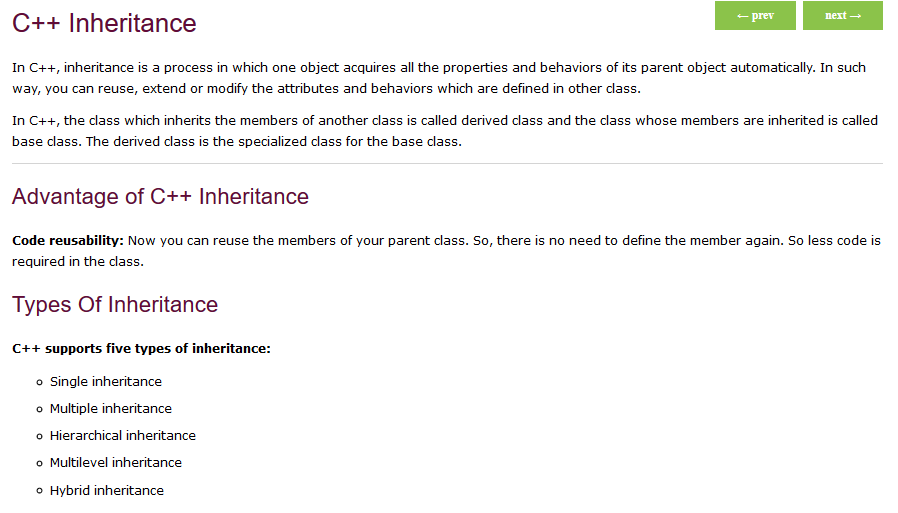 C++ Inheritance
← prev
next →
In C++, inheritance is a process in which one object acquires all the properties and behaviors of its parent object automatically. In such
way, you can reuse, extend or modify the attributes and behaviors which are defined in other class.
In C++, the class which inherits the members of another class is called derived class and the class whose members are inherited is called
base class. The derived class is the specialized class for the base class.
Advantage of C++ Inheritance
Code reusability: Now you can reuse the members of your parent class. So, there is no need to define the member again. So less code is
required in the class.
Types Of Inheritance
C++ supports five types of inheritance:
Single inheritance
Multiple inheritance
Hierarchical inheritance
Multilevel inheritance
Hybrid inheritance